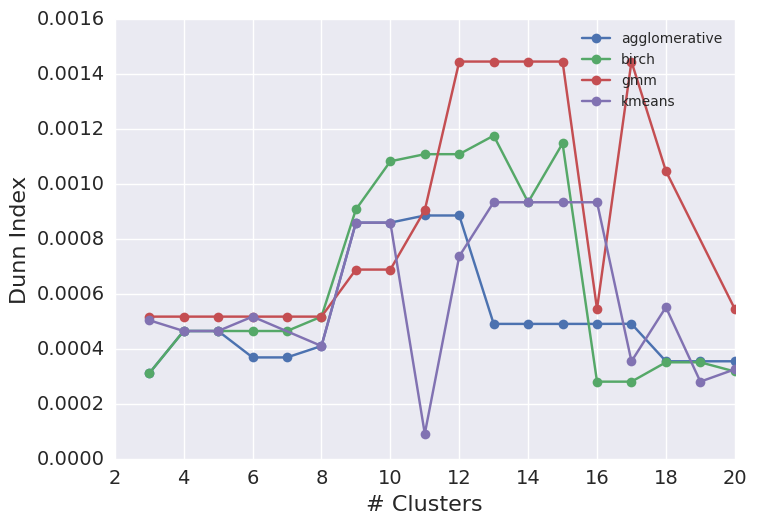 0.0016
0.0014
0.0012
0.0010
0.0008
0.0006
0.0004
0.0002
0.0000
Dunn Index
2 4 6 8 10 12 14 16 18 20
# Clusters
agglomerative
birch
gmm
kmeans